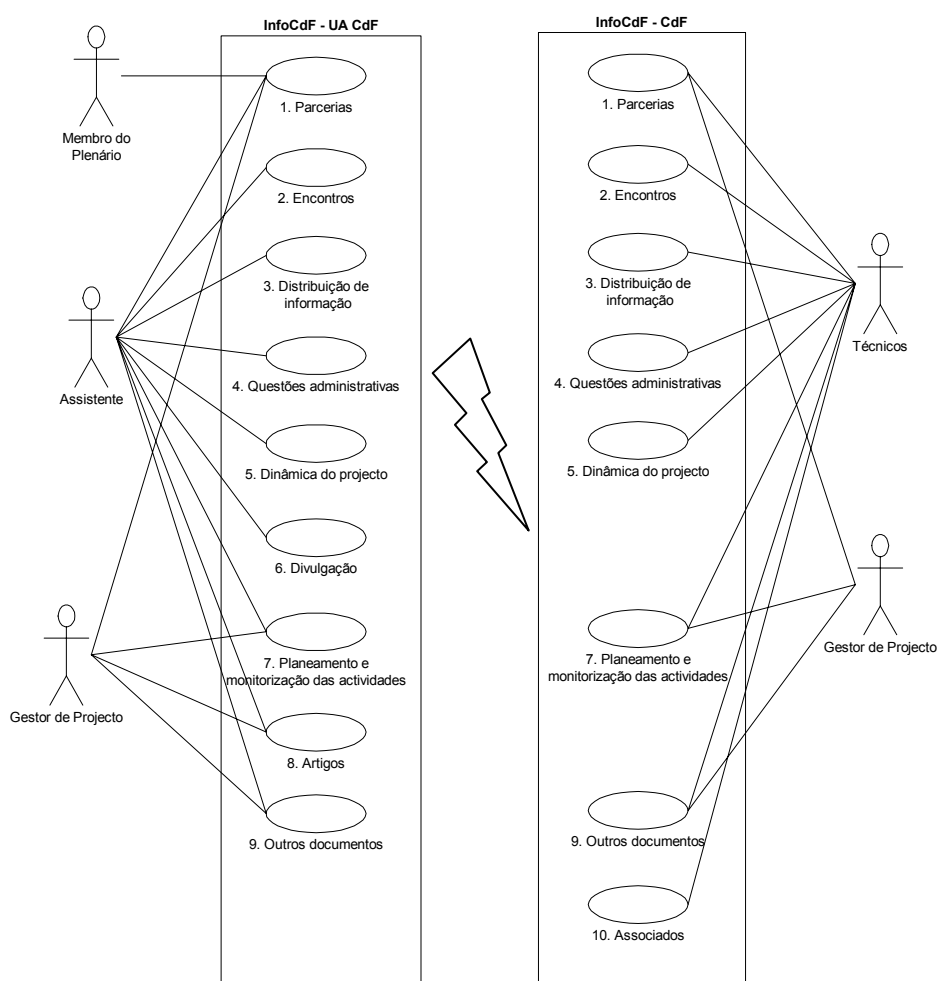 InfoCdF - UA CdF
Membro do
Plenário
Assistente
Gestor de Projecto
1. Parcerias
2. Encontros
3. Distribuição de
informação
4. Questões administrativas
5. Dinâmica do projecto
6. Divulgação
7. Planeamento e
monitorização das actividades
8. Artigos
9. Outros documentos
InfoCdF - CdF
1. Parcerias
2. Encontros
3. Distribuição de
informação
4. Questões administrativas
5. Dinâmica do projecto
7. Planeamento e
monitorização das actividades
9. Outros documentos
10. Associados
Técnicos
Gestor de Projecto